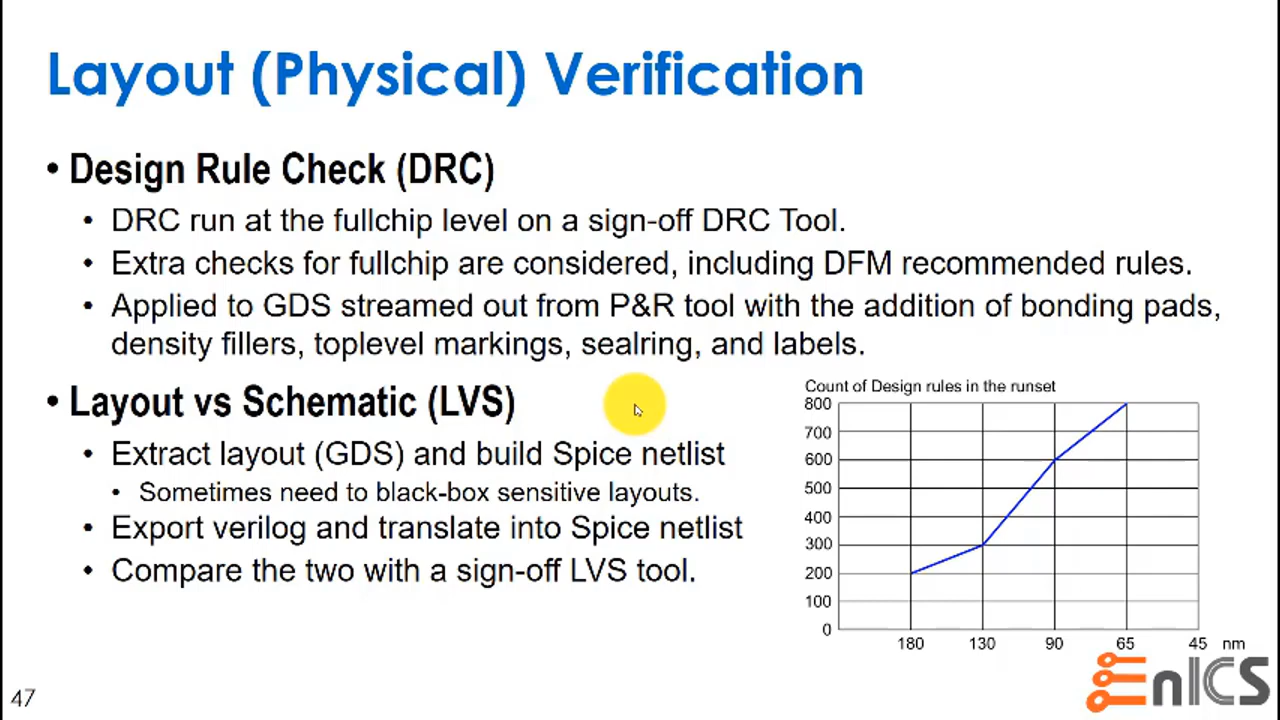 Layout (Physical) Verification
• Design Rule Check (DRC)
• DRC run at the fullchip level on a sign-off DRC Tool.
• Extra checks for fullchip are considered, including DFM recommended rules.
• Applied to GDS streamed out from P&R tool with the addition of bonding pads,
density fillers, toplevel markings, sealring, and labels.
• Layout vs Schematic (LVS)
• Extract layout (GDS) and build Spice netlist
• Sometimes need to black-box sensitive layouts.
• Export verilog and translate into Spice netlist
• Compare the two with a sign-off LVS tool.
Count of Design rules in the runset
800
700
600
500
400
300
200
100
0
180 130 90 65 45 nm
EnICS
47